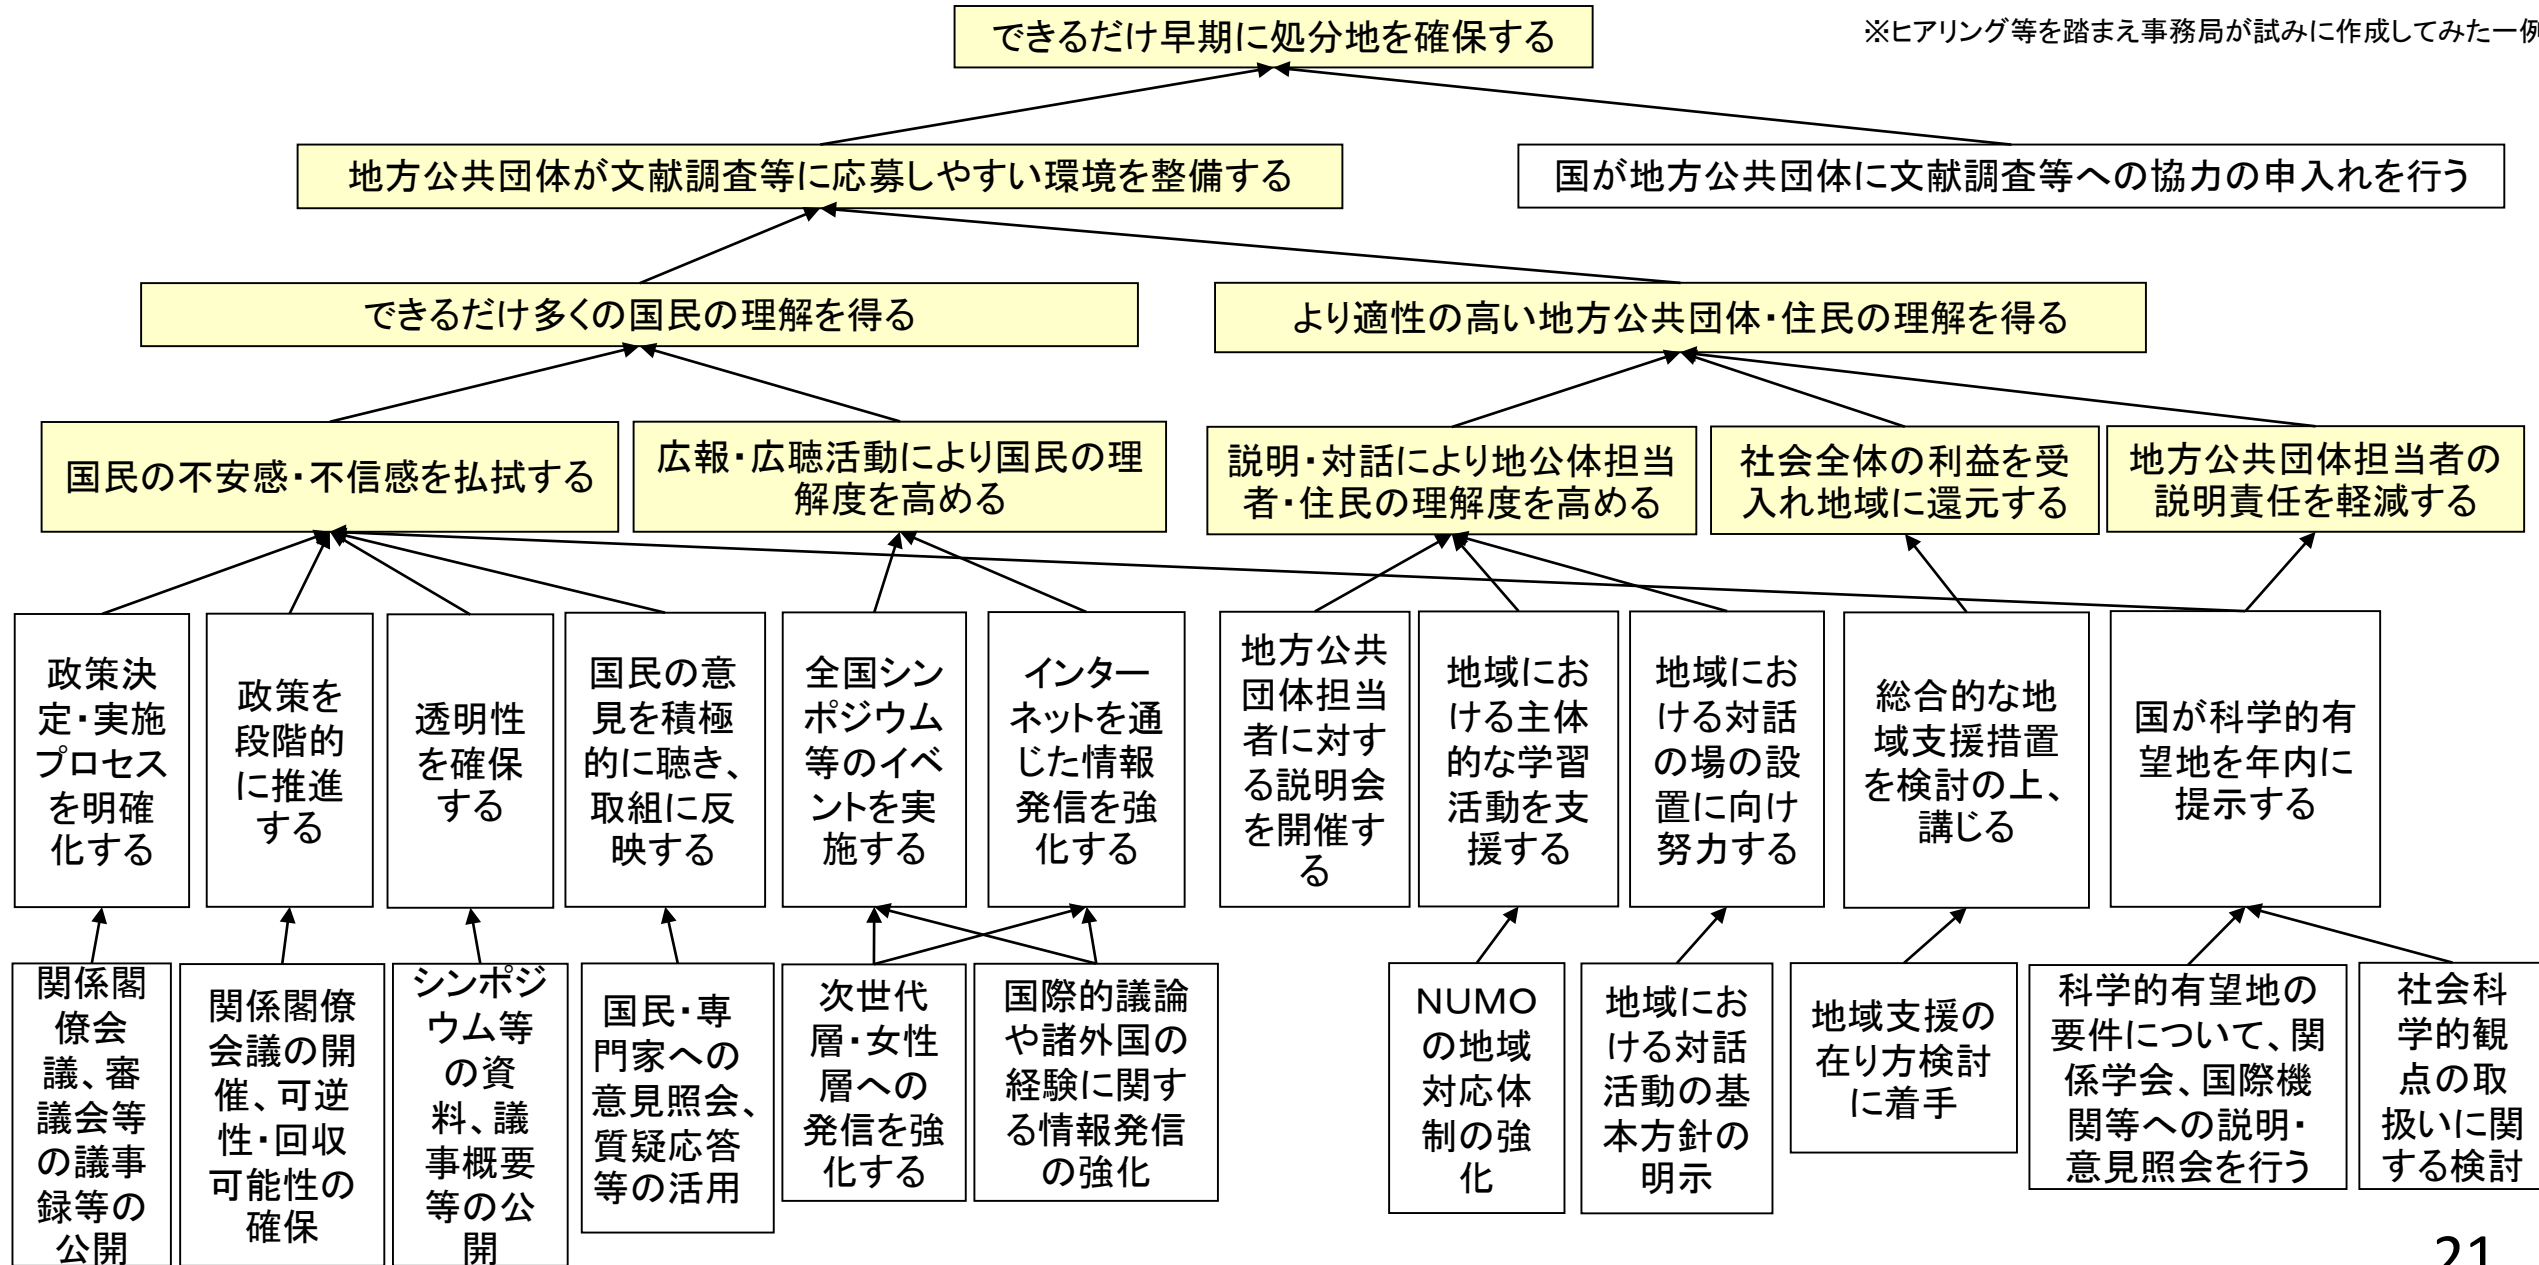 できるだけ早期に処分地を確保する
※ヒアリング等を踏まえ事務局が試みに作成してみた一例
地方公共団体が文献調査等に応募しやすい環境を整備する
国が地方公共団体に文献調査等への協力の申入れを行う
できるだけ多くの国民の理解を得る
より適性の高い地方公共団体・住民の理解を得る
国民の不安感・不信感を払拭する
広報・広聴活動により国民の理
解度を高める
説明・対話により地公体担当
者・住民の理解度を高める
社会全体の利益を受
入れ地域に還元する
地方公共団体担当者の
説明責任を軽減する
政策決
定・実施
プロセス
を明確
化する
政策を
段階的
に推進
する
透明性
を確保
する
国民の意
見を積極
的に聴き、
取組に反
映する
全国シン
ポジウム
等のイベ
ントを実
施する
インター
ネットを通
じた情報
発信を強
化する
地方公共
団体担当
者に対す
る説明会
を開催す
る
地域にお
ける主体
的な学習
活動を支
援する
地域にお
ける対話
の場の設
置に向け
努力する
総合的な地
域支援措置
を検討の上、
講じる
国が科学的有
望地を年内に
提示する
関係閣
僚会
議、審
議会等
の議事
録等の
公開
関係閣僚
会議の開
催、可逆
性・回収
可能性の
確保
シンポジ
ウム等
の資
料、議
事概要
等の公
開
国民・専
門家への
意見照会、
質疑応答
等の活用
次世代
層・女性
層への
発信を強
化する
国際的議論
や諸外国の
経験に関す
る情報発信
の強化
NUMO
の地域
対応体
制の強
化
地域にお
ける対話
活動の基
本方針の
明示
地域支援の
在り方検討
に着手
科学的有望地の
要件について、関
係学会、国際機
関等への説明・
意見照会を行う
社会科
学的観
点の取
扱いに関
する検討
21